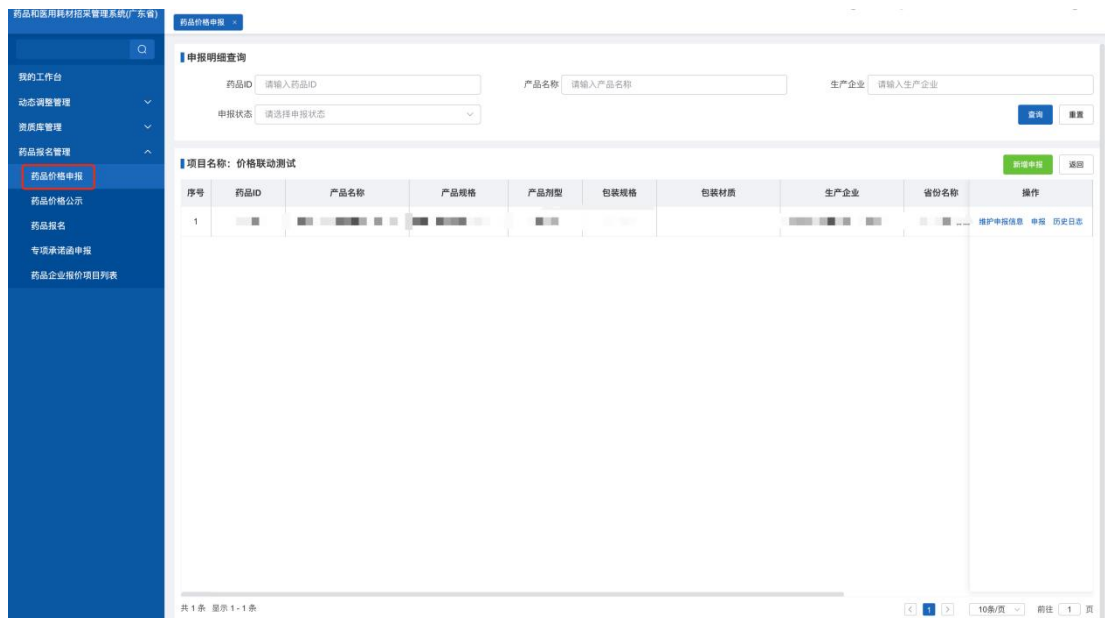 药品和医用耗材招采管理系统(广东省)
我的工作台
动态调整管理
资质库管理
药品报名管理
药品价格申报
药品价格公示
药品报名
专项承诺函申报
药品企业报价项目列表
药品价格申报 ×
申报明细查询
药品ID 请输入药品ID 产品名称 请输入产品名称 生产企业 请输入生产企业
申报状态 请选择申报状态 查询 重置
项目名称：价格联动测试 新增申报 返回
序号 药品ID 产品名称 产品规格 产品剂型 包装规格 包装材质 生产企业 省份名称 操作
1 维护申报信息 申报 历史日志
共 1 条 显示 1 - 1 条 < 1 > 10条/页 前往 1 页